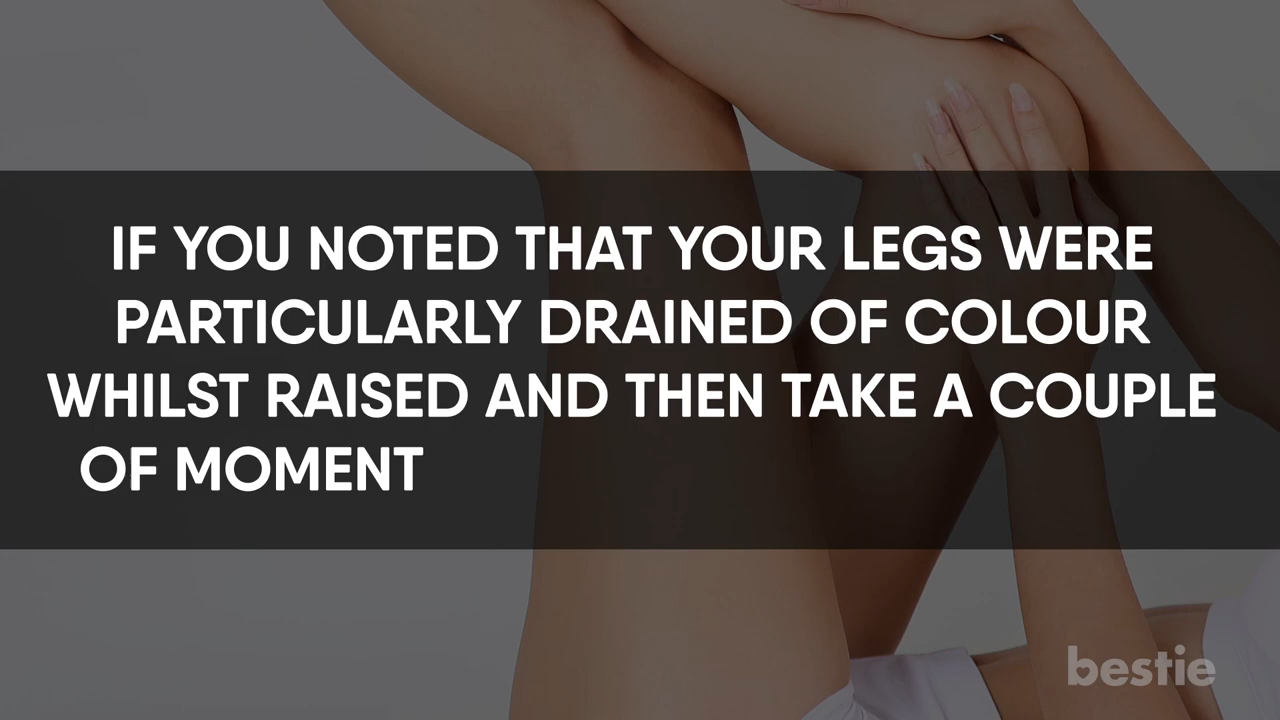 IF YOU NOTED THAT YOUR LEGS WERE
PARTICULARLY DRAINED OF COLOUR
WHILST RAISED AND THEN TAKE A COUPLE
OF MOMENT
bestie